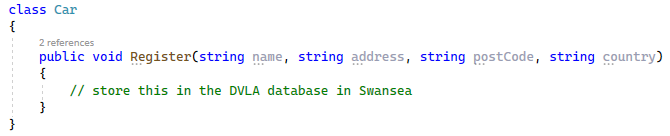 class Car
{
2 references
public void Register(string name, string address, string postCode, string country)
{
// store this in the DVLA database in Swansea
}
}